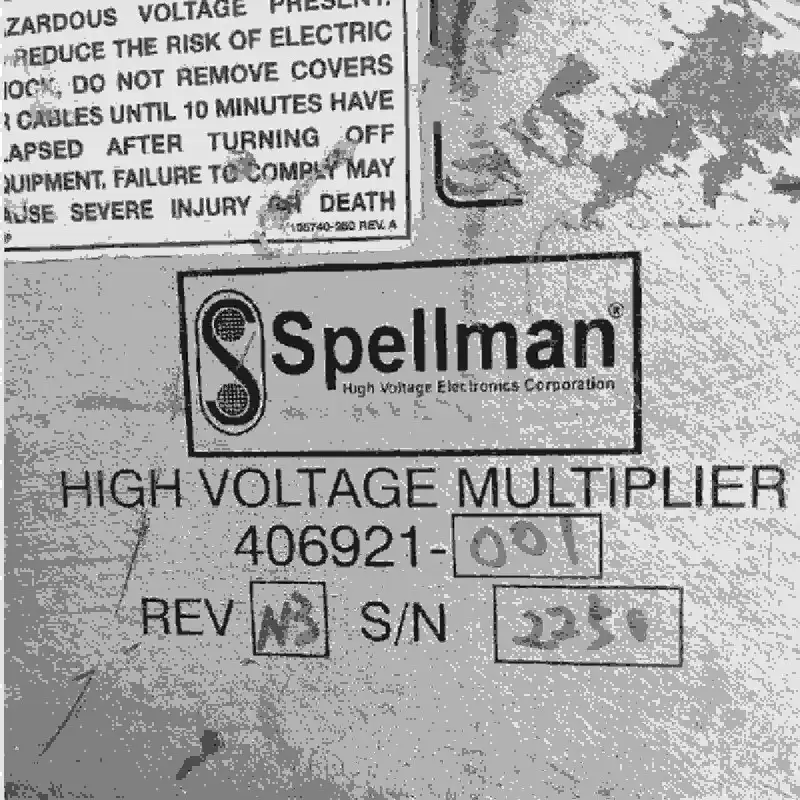 ZARDOUS VOLTAGE PRESENT.
REDUCE THE RISK OF ELECTRIC
HOCK, DO NOT REMOVE COVERS
R CABLES UNTIL 10 MINUTES HAVE
LAPSED AFTER TURNING OFF
QUIPMENT. FAILURE TO COMPLY MAY
AUSE SEVERE INJURY OR DEATH
REV. A
Spellman®
High Voltage Electronics Corporation
HIGH VOLTAGE MULTIPLIER
406921-001
REV N3 S/N